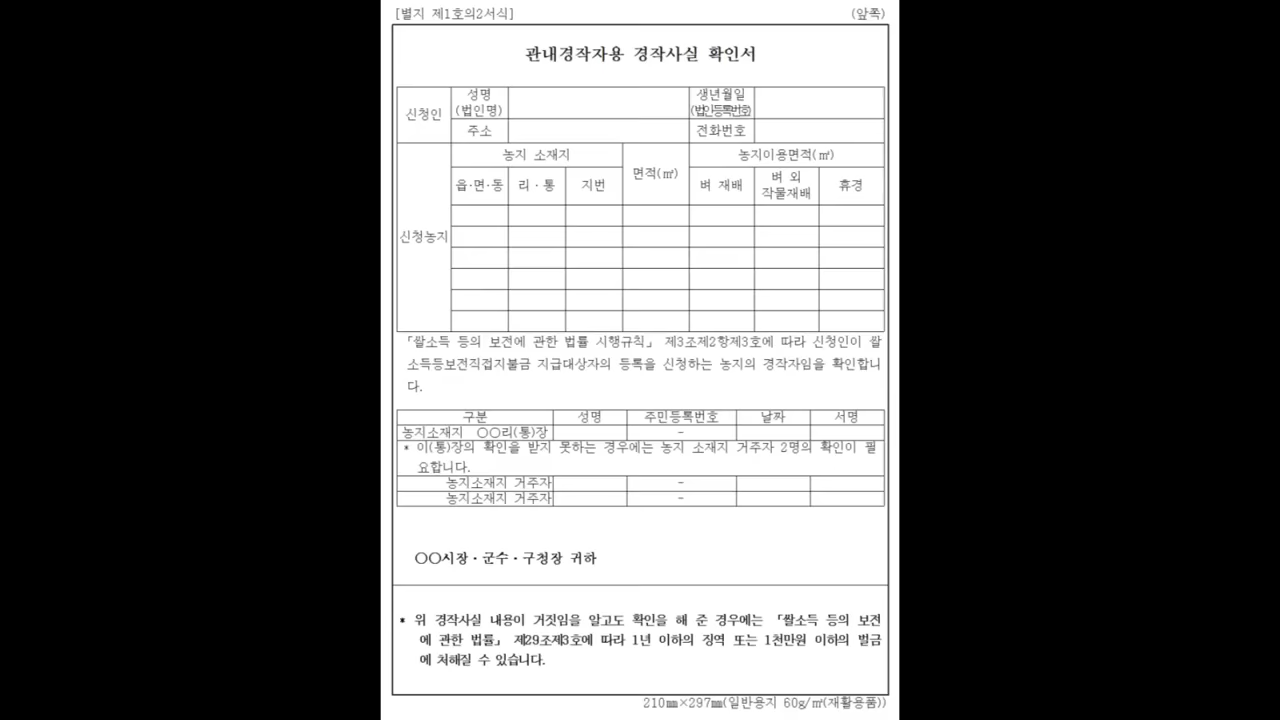 [별지 제1호의2서식]
(앞쪽)
관내경작자용 경작사실 확인서
신청인
성명
(법인명)
생년월일
(법인등록번호)
주소
전화번호
신청농지
농지 소재지
면적(㎡)
농지이용면적(㎡)
읍·면·동
리·통
지번
벼 재배
벼 외
작물재배
휴경
「쌀소득 등의 보전에 관한 법률 시행규칙」 제3조제2항제3호에 따라 신청인이 쌀
소득등보전직접지불금 지급대상자의 등록을 신청하는 농지의 경작자임을 확인합니
다.
구분 성명 주민등록번호 날짜 서명
농지소재지 ○○리(통)장 -
* 이(통)장의 확인을 받지 못하는 경우에는 농지 소재지 거주자 2명의 확인이 필
요합니다.
농지소재지 거주자 -
농지소재지 거주자 -
○○시장·군수·구청장 귀하
* 위 경작사실 내용이 거짓임을 알고도 확인을 해 준 경우에는 「쌀소득 등의 보전
에 관한 법률」 제29조제3호에 따라 1년 이하의 징역 또는 1천만원 이하의 벌금
에 처해질 수 있습니다.
210㎜×297㎜(일반용지 60g/㎡(재활용품))